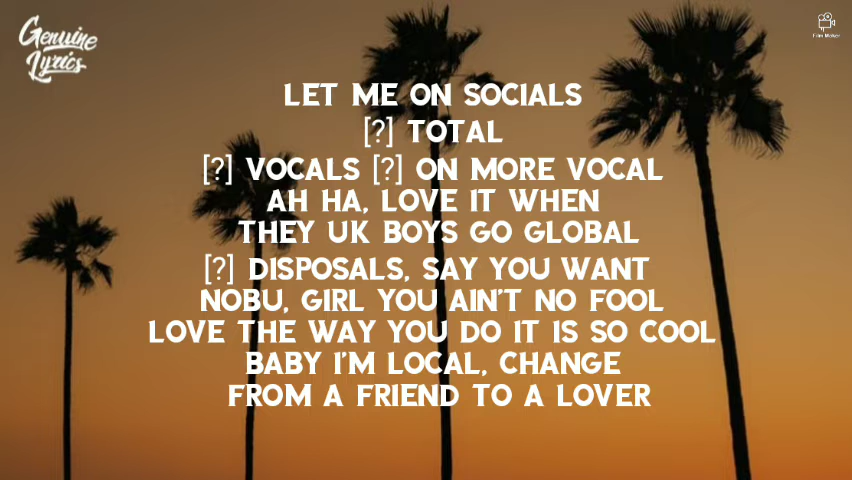 Genuine
Lyrics
Film Maker
LET ME ON SOCIALS
[?] TOTAL
[?] VOCALS [?] ON MORE VOCAL
AH HA, LOVE IT WHEN
THEY UK BOYS GO GLOBAL
[?] DISPOSALS, SAY YOU WANT
NOBU, GIRL YOU AIN'T NO FOOL
LOVE THE WAY YOU DO IT IS SO COOL
BABY I'M LOCAL, CHANGE
FROM A FRIEND TO A LOVER